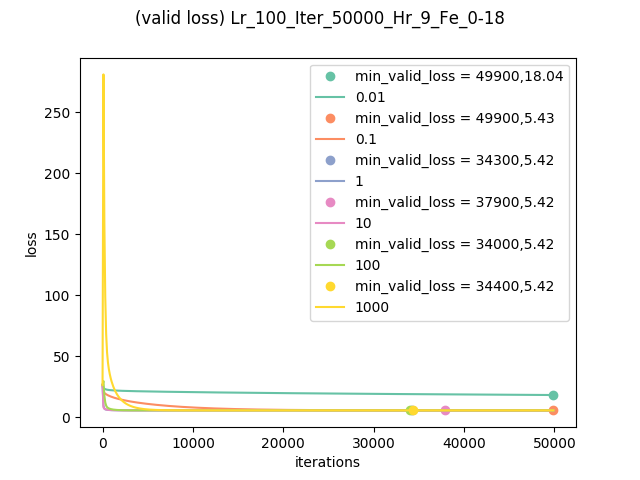 (valid loss) Lr_100_Iter_50000_Hr_9_Fe_0-18
loss
250
200
150
100
50
0
min_valid_loss = 49900,18.04
0.01
min_valid_loss = 49900,5.43
0.1
min_valid_loss = 34300,5.42
1
min_valid_loss = 37900,5.42
10
min_valid_loss = 34000,5.42
100
min_valid_loss = 34400,5.42
1000
0 10000 20000 30000 40000 50000
iterations